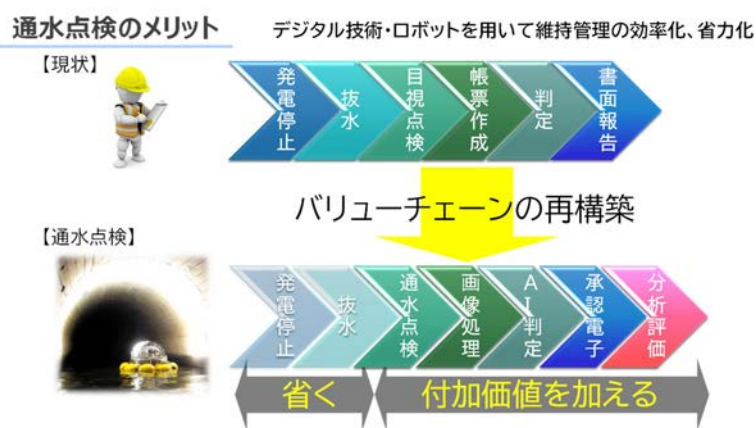 通水点検のメリット
デジタル技術・ロボットを用いて維持管理の効率化、省力化
【現状】
発電停止
抜水
目視点検
帳票作成
判定
書面報告
バリューチェーンの再構築
【通水点検】
発電停止
抜水
通水点検
画像処理
AI判定
承認電子
分析評価
省く
付加価値を加える